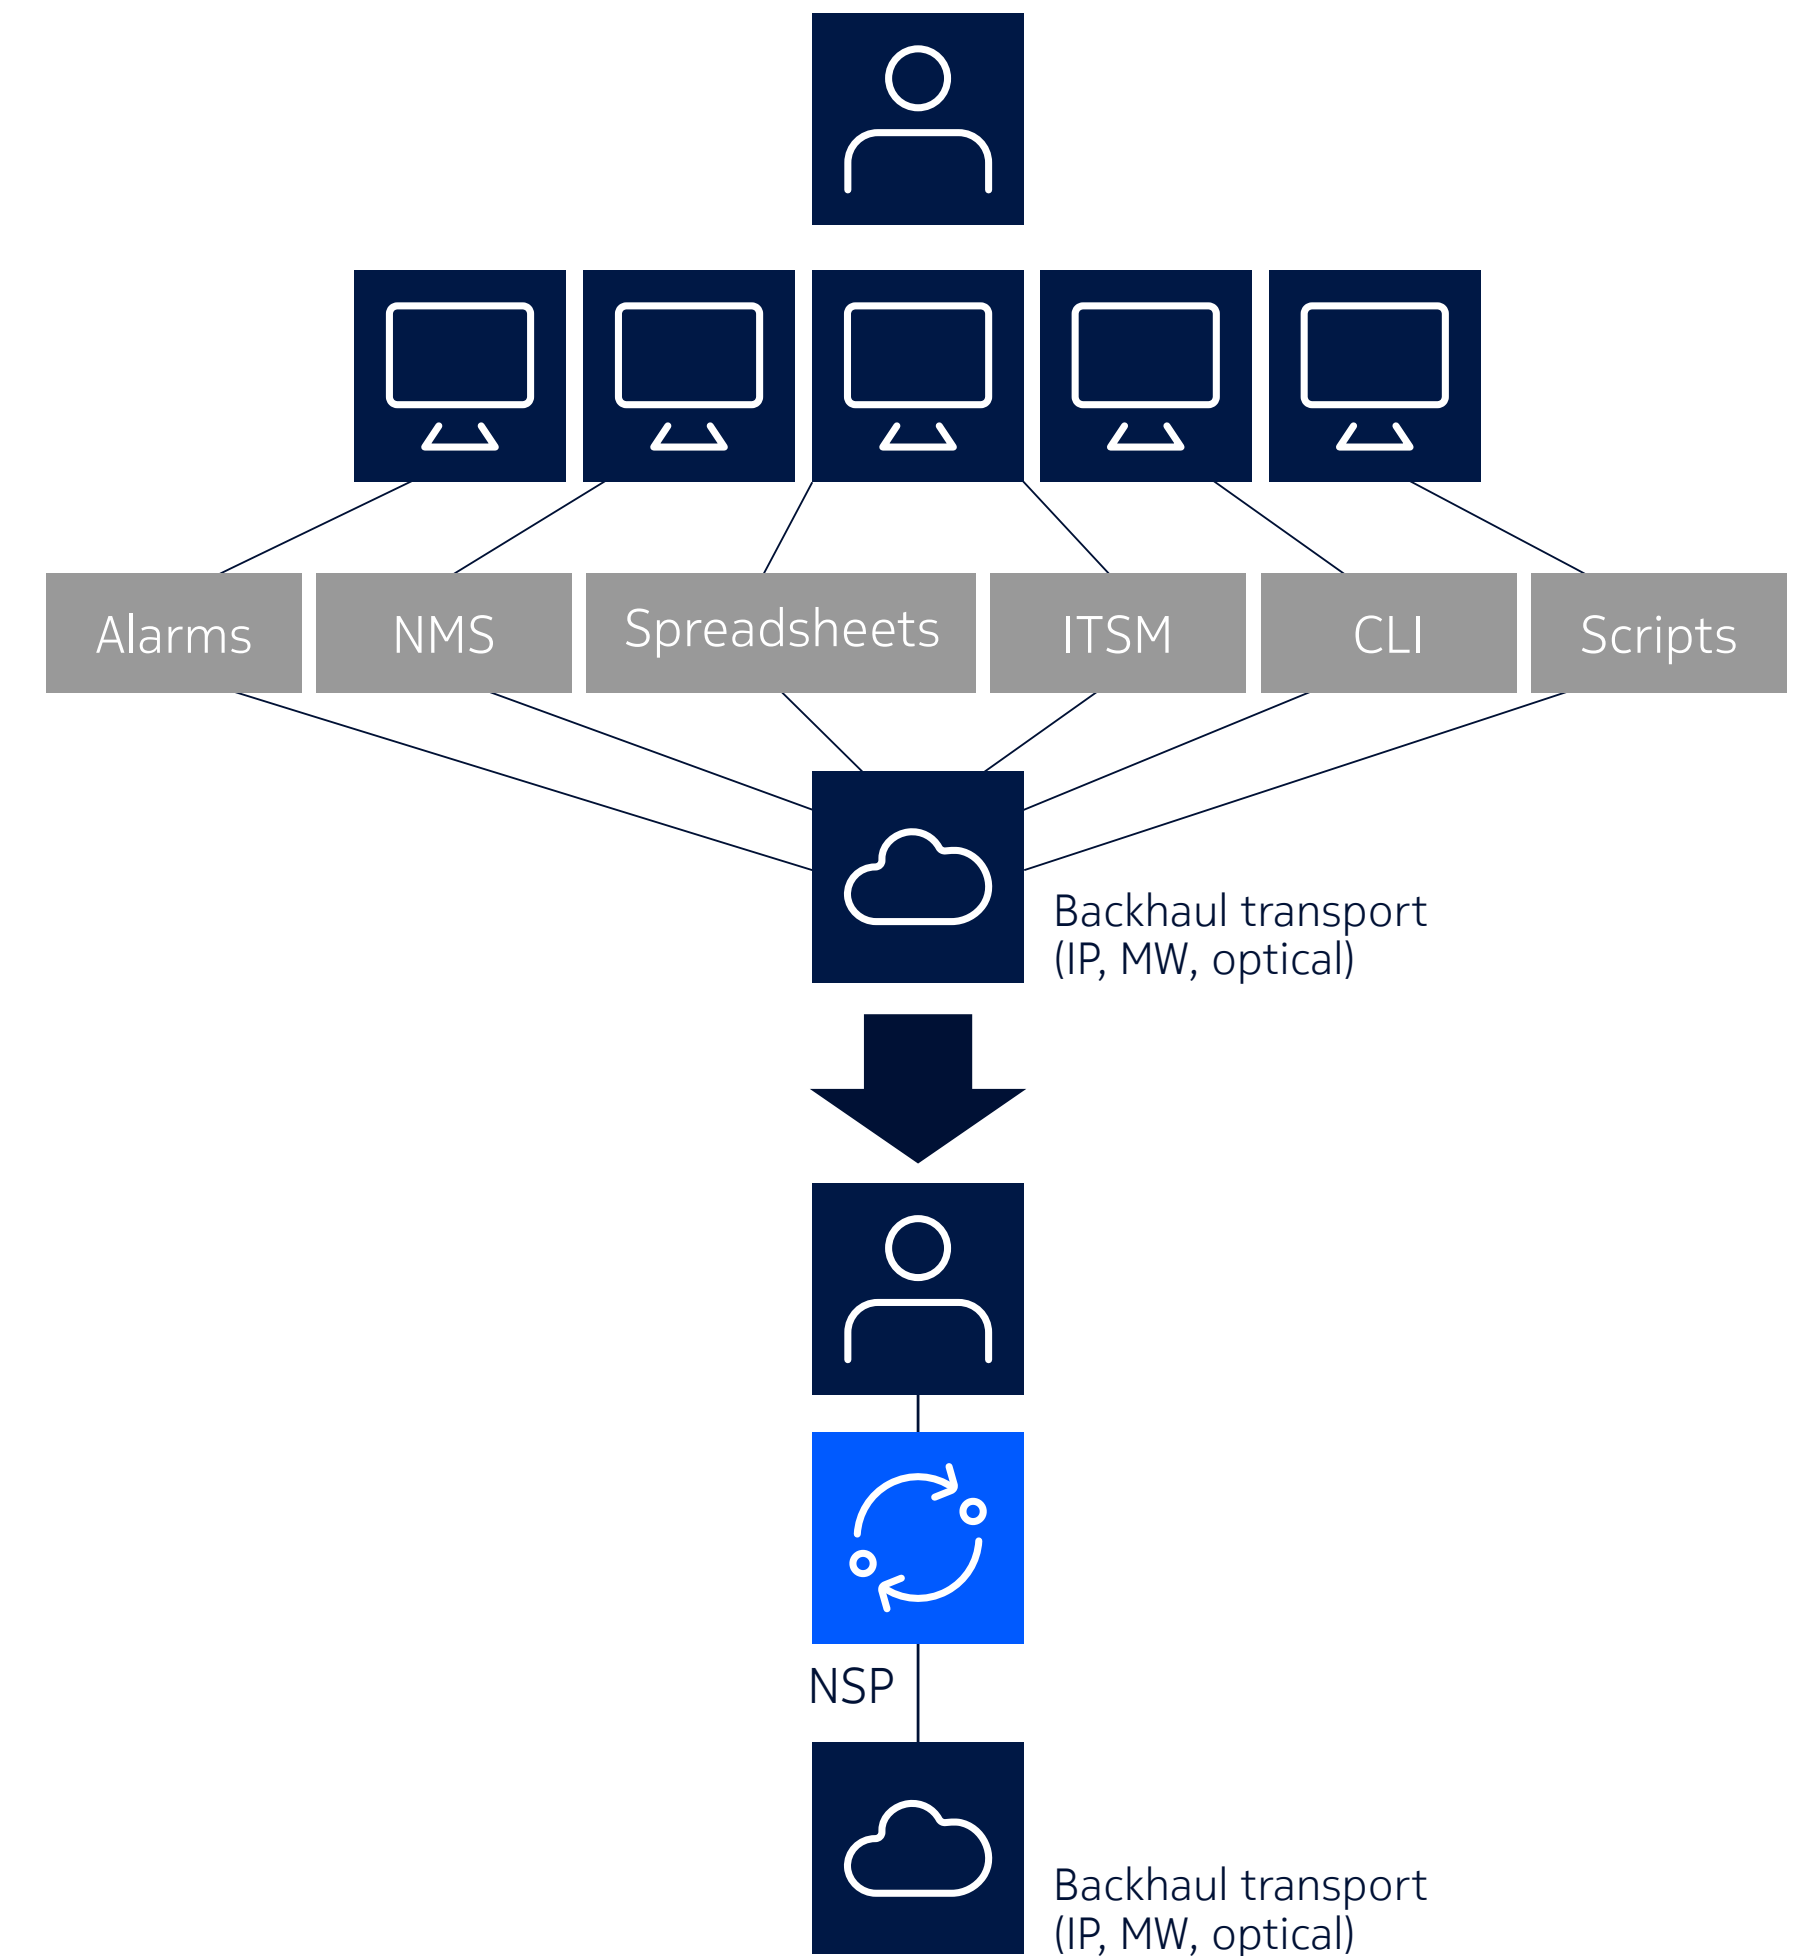 Alarms
NMS
Spreadsheets
ITSM
CLI
Scripts
Backhaul transport
(IP, MW, optical)
NSP
Backhaul transport
(IP, MW, optical)